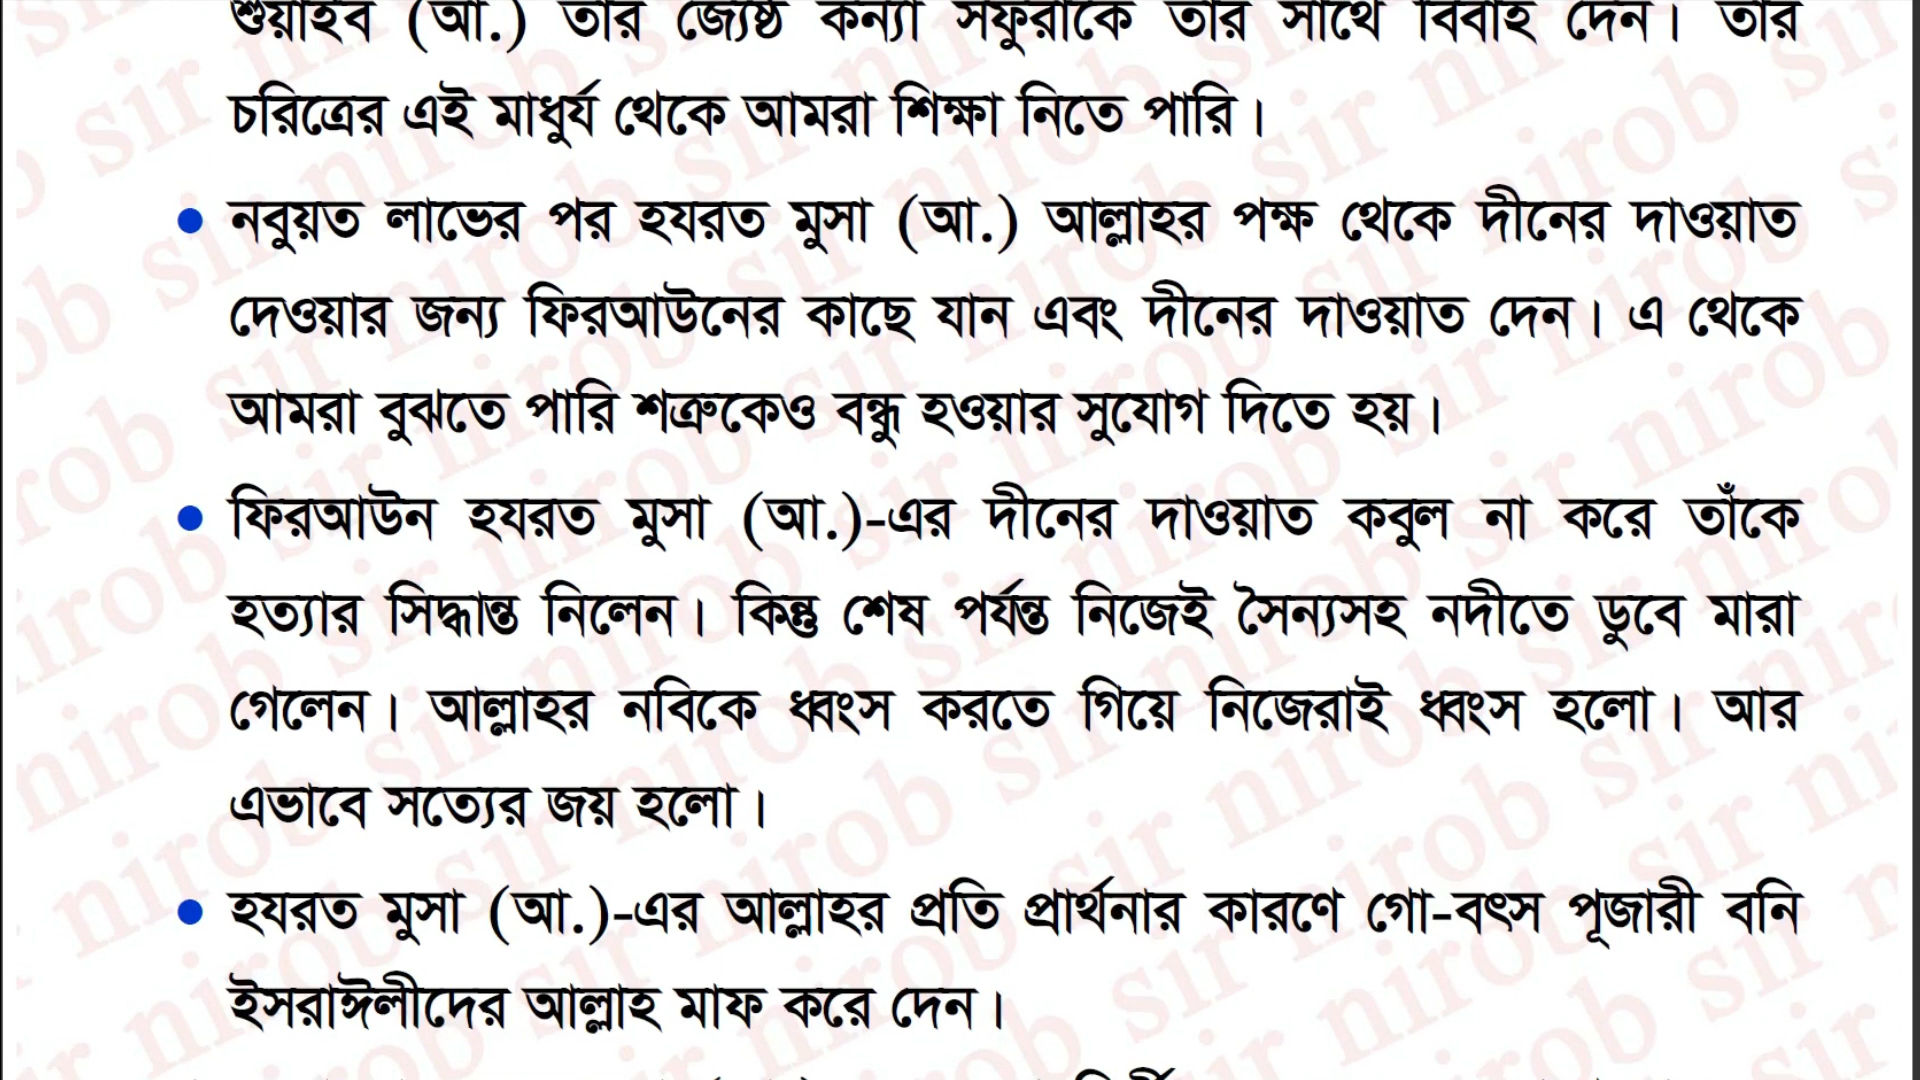 শুয়াইব (আ.) তার জ্যেষ্ঠ কন্যা সফুরাকে তার সাথে বিবাহ দেন। তার
চরিত্রের এই মাধুর্য থেকে আমরা শিক্ষা নিতে পারি।
● নবুয়ত লাভের পর হযরত মুসা (আ.) আল্লাহর পক্ষ থেকে দীনের দাওয়াত
দেওয়ার জন্য ফিরআউনের কাছে যান এবং দীনের দাওয়াত দেন। এ থেকে
আমরা বুঝতে পারি শত্রুকেও বন্ধু হওয়ার সুযোগ দিতে হয়।
● ফিরআউন হযরত মুসা (আ.)-এর দীনের দাওয়াত কবুল না করে তাঁকে
হত্যার সিদ্ধান্ত নিলেন। কিন্তু শেষ পর্যন্ত নিজেই সৈন্যসহ নদীতে ডুবে মারা
গেলেন। আল্লাহর নবিকে ধ্বংস করতে গিয়ে নিজেরাই ধ্বংস হলো। আর
এভাবে সত্যের জয় হলো।
● হযরত মুসা (আ.)-এর আল্লাহর প্রতি প্রার্থনার কারণে গো-বৎস পূজারী বনি
ইসরাঈলীদের আল্লাহ মাফ করে দেন।